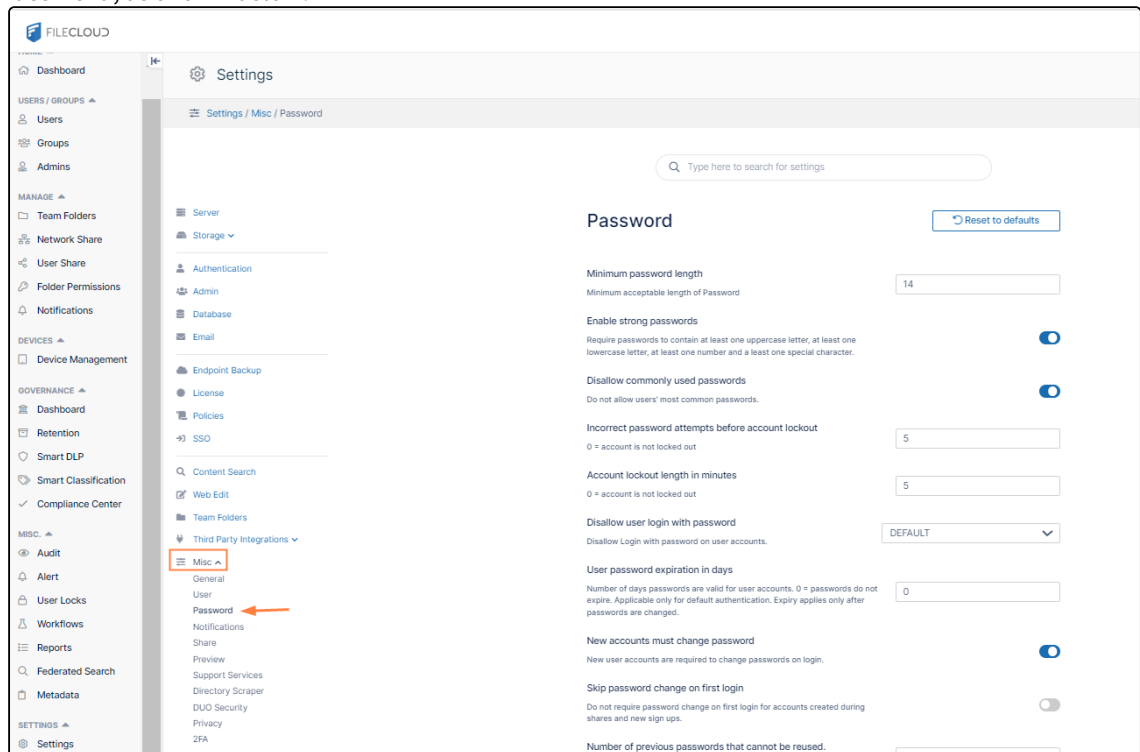 FILECLOUD
Dashboard
USERS / GROUPS
Users
Groups
Admins
MANAGE
Team Folders
Network Share
User Share
Folder Permissions
Notifications
DEVICES
Device Management
GOVERNANCE
Dashboard
Retention
Smart DLP
Smart Classification
Compliance Center
MISC.
Audit
Alert
User Locks
Workflows
Reports
Federated Search
Metadata
SETTINGS
Settings
Settings
Settings / Misc / Password
Type here to search for settings
Server
Storage
Authentication
Admin
Database
Email
Endpoint Backup
License
Policies
SSO
Content Search
Web Edit
Team Folders
Third Party Integrations
Misc
General
User
Password
Notifications
Share
Preview
Support Services
Directory Scraper
DUO Security
Privacy
2FA
Password
Reset to defaults
Minimum password length
Minimum acceptable length of Password
14
Enable strong passwords
Require passwords to contain at least one uppercase letter, at least one
lowercase letter, at least one number and a least one special character.
Disallow commonly used passwords
Do not allow users' most common passwords.
Incorrect password attempts before account lockout
0 = account is not locked out
5
Account lockout length in minutes
0 = account is not locked out
5
Disallow user login with password
Disallow Login with password on user accounts.
DEFAULT
User password expiration in days
Number of days passwords are valid for user accounts. 0 = passwords do not
expire. Applicable only for default authentication. Expiry applies only after
passwords are changed.
0
New accounts must change password
New user accounts are required to change passwords on login.
Skip password change on first login
Do not require password change on first login for accounts created during
shares and new sign ups.
Number of previous passwords that cannot be reused.